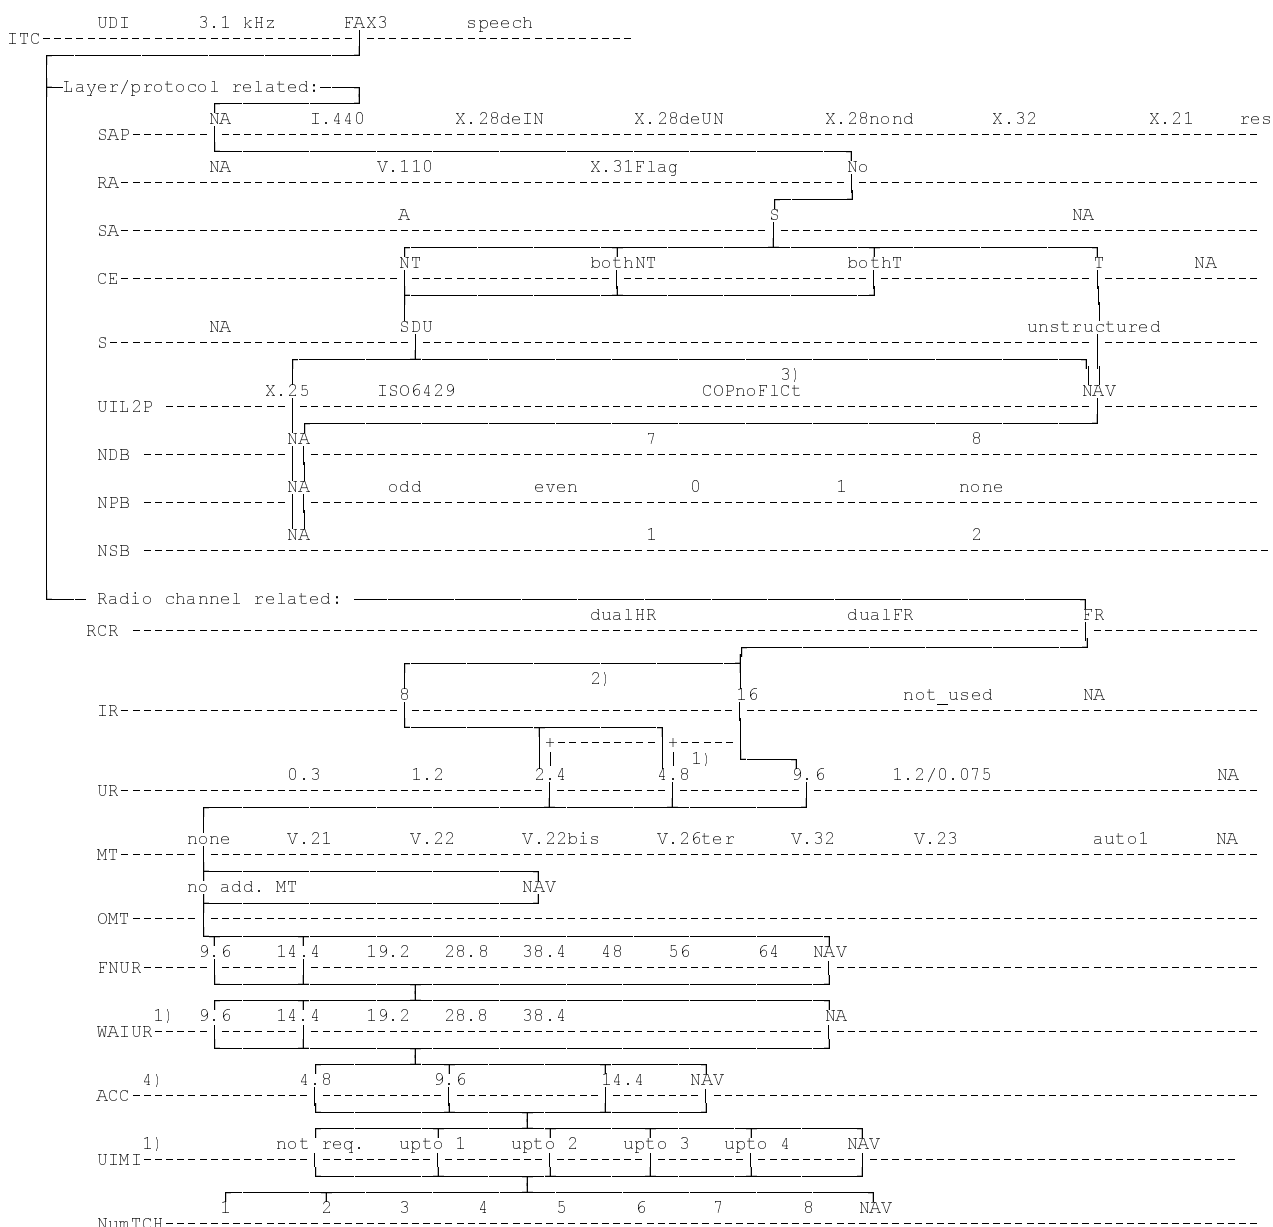 UDI 3.1 kHz FAX3 speech
ITC
Layer/protocol related:
NA I.440 X.28deIN X.28deUN X.28nond X.32 X.21 res
SAP
NA V.110 X.31Flag No
RA
A S NA
SA
NT bothNT bothT T NA
CE
NA SDU unstructured
S
3)
X.25 ISO6429 COPnoFlCt NAV
UIL2P
NA 7 8
NDB
NA odd even 0 1 none
NPB
NA 1 2
NSB
Radio channel related:
dualHR dualFR FR
RCR
2)
8 16 not_used NA
IR
1)
0.3 1.2 2.4 4.8 9.6 1.2/0.075 NA
UR
none V.21 V.22 V.22bis V.26ter V.32 V.23 auto1 NA
MT
no add. MT NAV
OMT
9.6 14.4 19.2 28.8 38.4 48 56 64 NAV
FNUR
1) 9.6 14.4 19.2 28.8 38.4 NA
WAIUR
4) 4.8 9.6 14.4 NAV
ACC
1) not req. upto 1 upto 2 upto 3 upto 4 NAV
UIMI
1 2 3 4 5 6 7 8 NAV
NumTCH